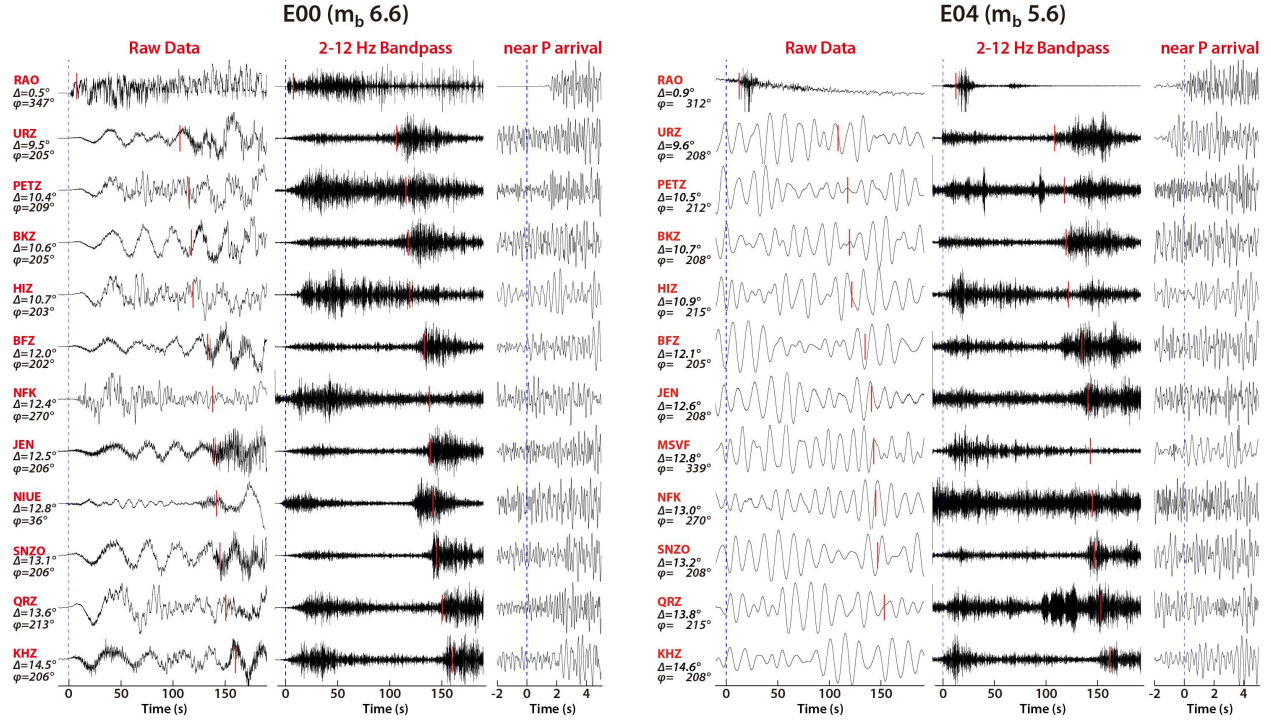 E00 (mb 6.6)
Raw Data
2-12 Hz Bandpass
near P arrival
RAO
Δ=0.5°
φ=347°
URZ
Δ=9.5°
φ=205°
PETZ
Δ=10.4°
φ=209°
BKZ
Δ=10.6°
φ=205°
HIZ
Δ=10.7°
φ=203°
BFZ
Δ=12.0°
φ=202°
NFK
Δ=12.4°
φ=270°
JEN
Δ=12.5°
φ=206°
NIUE
Δ=12.8°
φ=36°
SNZO
Δ=13.1°
φ=206°
QRZ
Δ=13.6°
φ=213°
KHZ
Δ=14.5°
φ=206°
0 50 100 150
0 50 100 150
-2 0 2 4
Time (s)
Time (s)
Time (s)
E04 (mb 5.6)
Raw Data
2-12 Hz Bandpass
near P arrival
RAO
Δ=0.9°
φ= 312°
URZ
Δ=9.6°
φ= 208°
PETZ
Δ=10.5°
φ= 212°
BKZ
Δ=10.7°
φ= 208°
HIZ
Δ=10.9°
φ= 215°
BFZ
Δ=12.1°
φ= 205°
JEN
Δ=12.6°
φ= 208°
MSVF
Δ=12.8°
φ= 339°
NFK
Δ=13.0°
φ= 270°
SNZO
Δ=13.2°
φ= 208°
QRZ
Δ=13.8°
φ= 215°
KHZ
Δ=14.6°
φ= 208°
0 50 100 150
0 50 100 150
-2 0 2 4
Time (s)
Time (s)
Time (s)